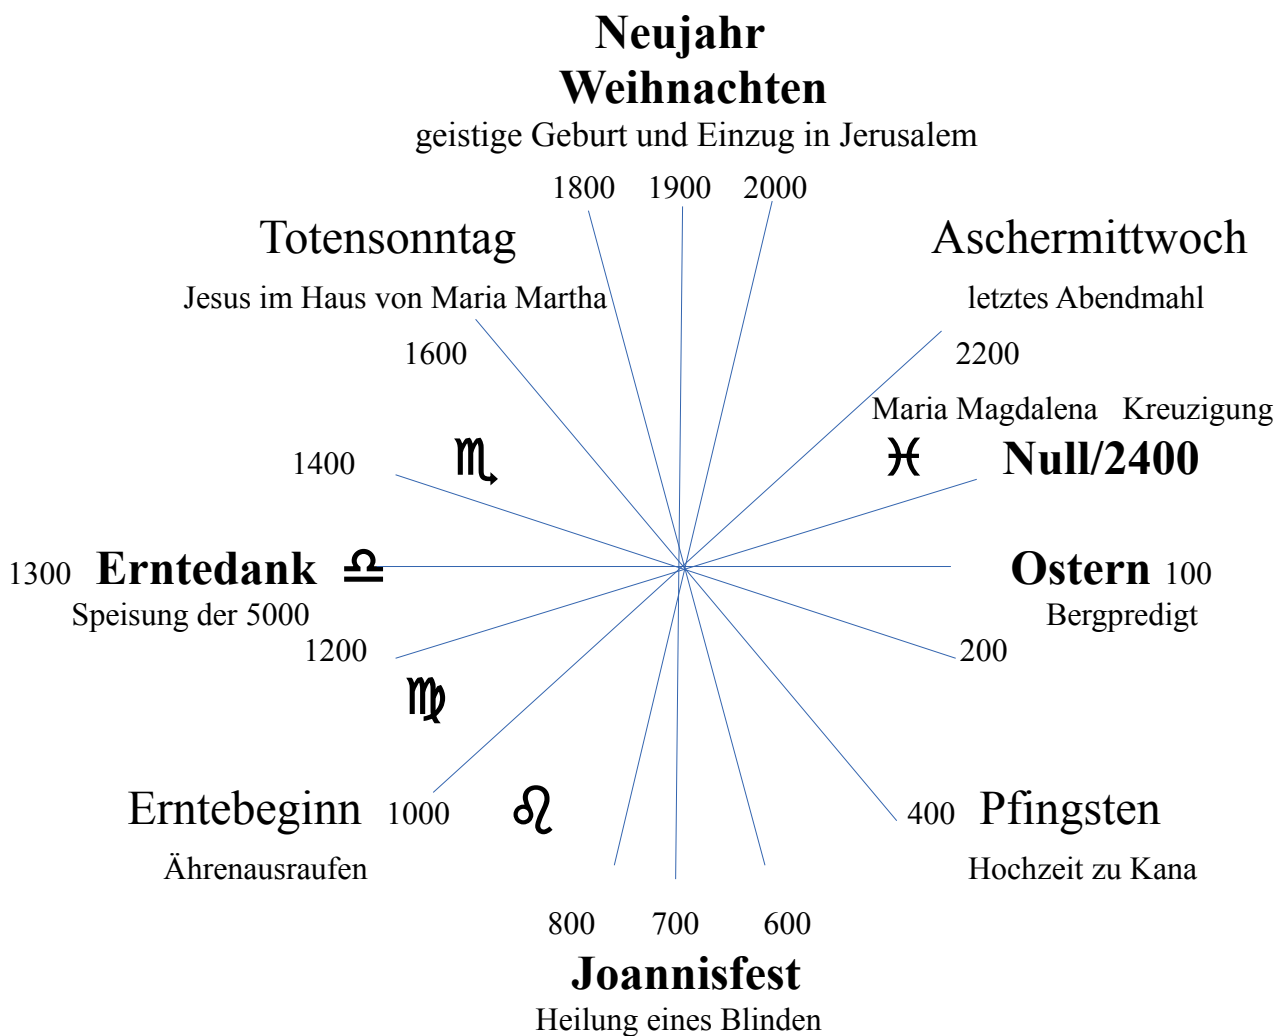 Neujahr
Weihnachten
geistige Geburt und Einzug in Jerusalem
1800 1900 2000
Totensonntag Aschermittwoch
Jesus im Haus von Maria Martha letztes Abendmahl
1600 2200
Maria Magdalena Kreuzigung
1400 ♏ ♓ Null/2400
1300 Erntedank ♎ Ostern 100
Speisung der 5000 Bergpredigt
1200 200
♍
Erntebeginn 1000 ♌ 400 Pfingsten
Ährenausraufen Hochzeit zu Kana
800 700 600
Joannisfest
Heilung eines Blinden